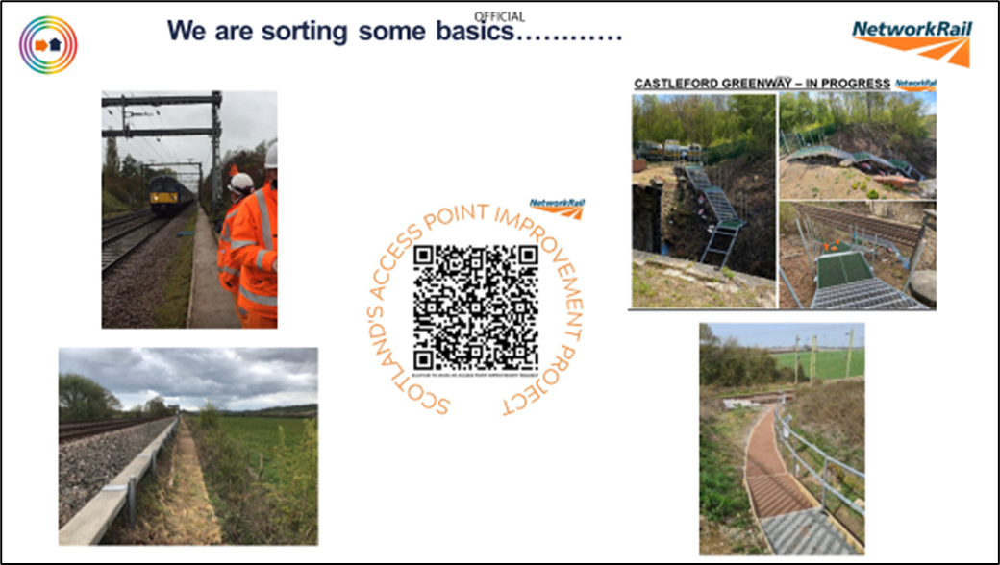 OFFICIAL
We are sorting some basics............
NetworkRail
CASTLEFORD GREENWAY – IN PROGRESS
NetworkRail
NetworkRail
SCOTLAND'S ACCESS POINT IMPROVEMENT PROJECT